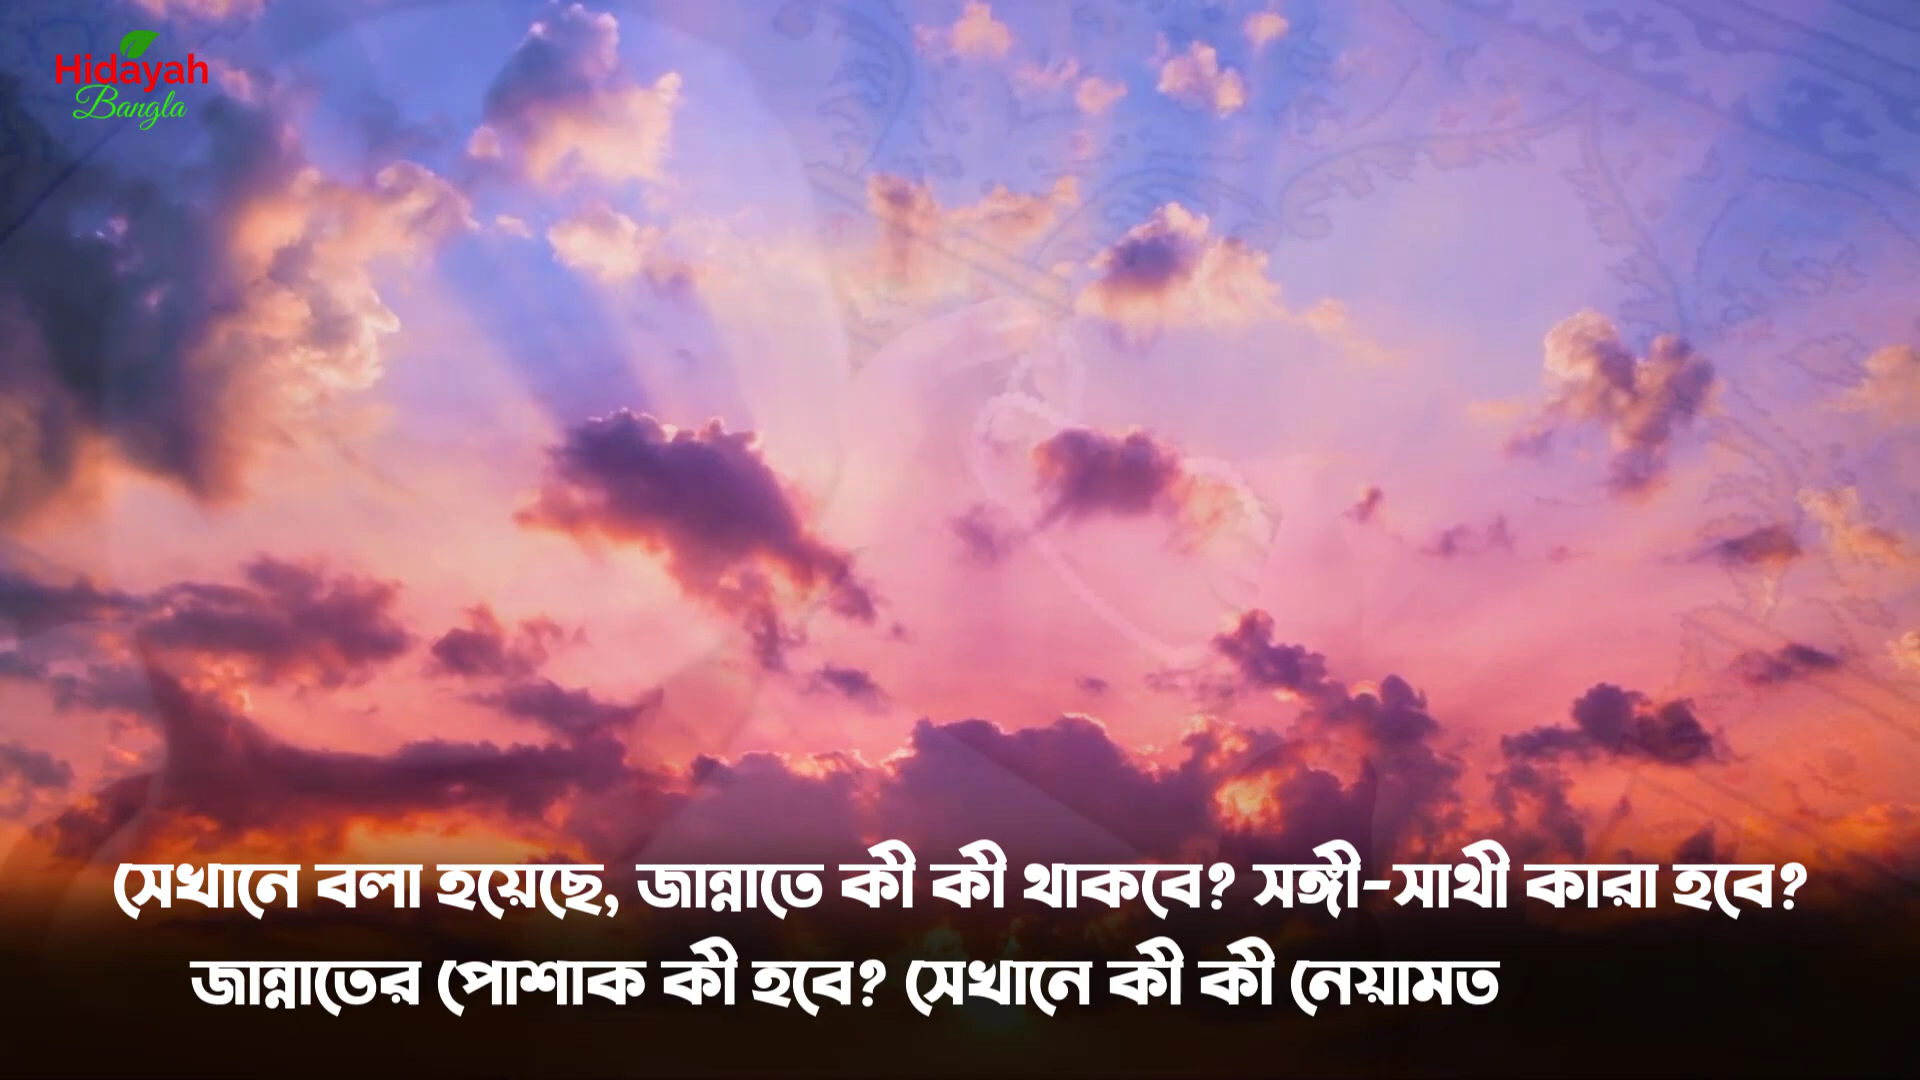 Hidayah
Bangla
সেখানে বলা হয়েছে, জান্নাতে কী কী থাকবে? সঙ্গী-সাথী কারা হবে?
জান্নাতের পোশাক কী হবে? সেখানে কী কী নেয়ামত